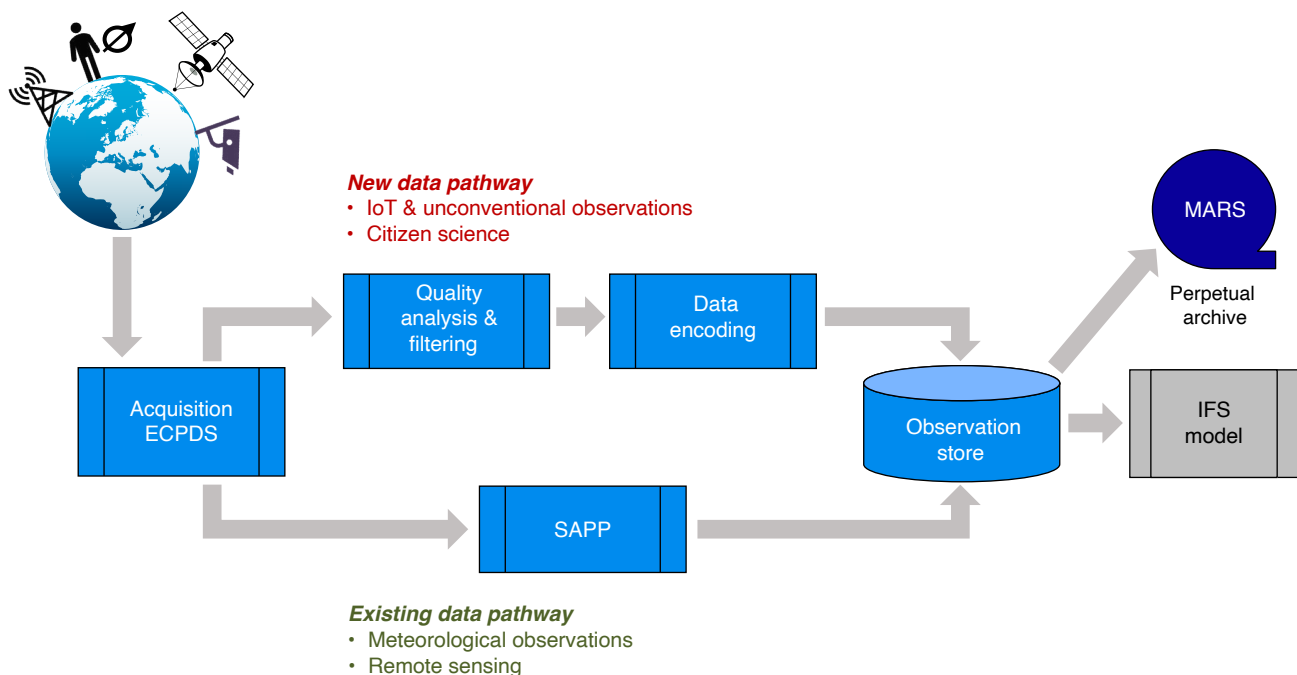 New data pathway
• IoT & unconventional observations
• Citizen science
MARS
Perpetual
archive
Quality
analysis &
filtering
Data
encoding
Acquisition
ECPDS
Observation
store
IFS
model
SAPP
Existing data pathway
• Meteorological observations
• Remote sensing